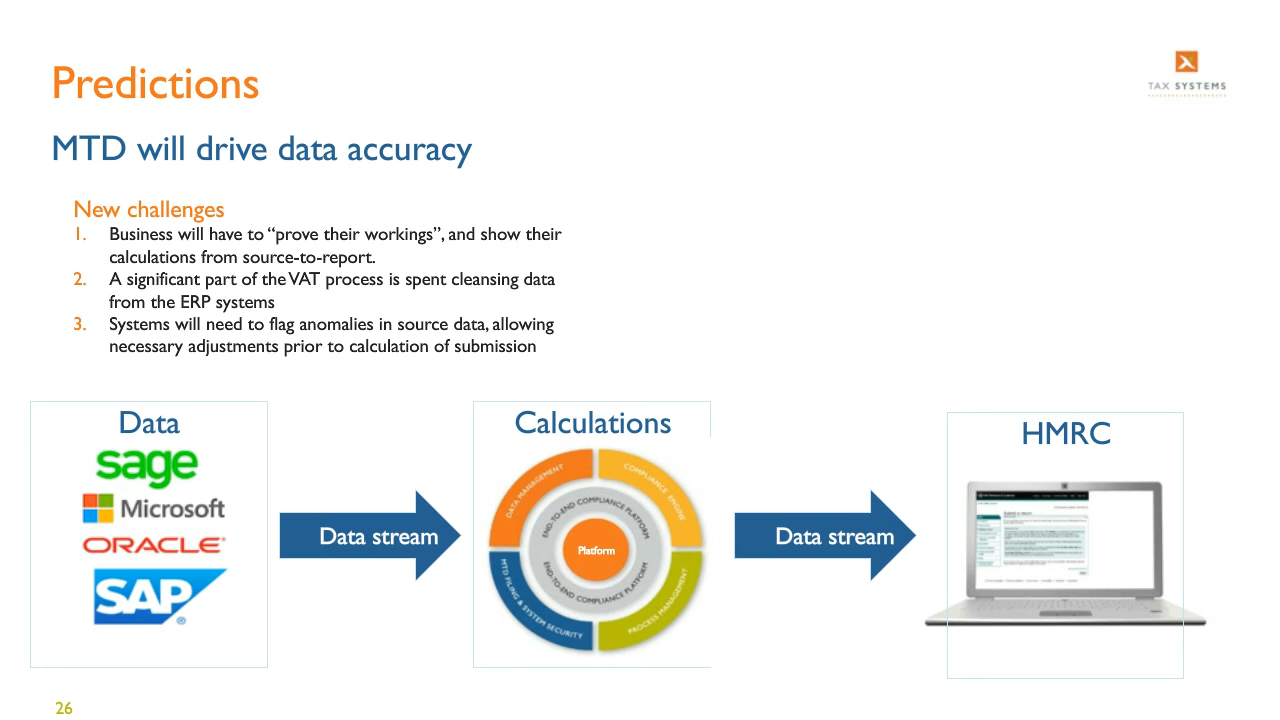 Predictions
TAX SYSTEMS
MTD will drive data accuracy
New challenges
1. Business will have to “prove their workings”, and show their
calculations from source-to-report.
2. A significant part of the VAT process is spent cleansing data
from the ERP systems
3. Systems will need to flag anomalies in source data, allowing
necessary adjustments prior to calculation of submission
Data
sage
Microsoft
ORACLE
SAP
Data stream
Calculations
DATA MANAGEMENT
COMPLIANCE ENGINE
END-TO-END COMPLIANCE PLATFORM
Platform
END-TO-END COMPLIANCE PLATFORM
MTD FILING & SYSTEM SECURITY
PROCESS MANAGEMENT
Data stream
HMRC
Submit a return
26